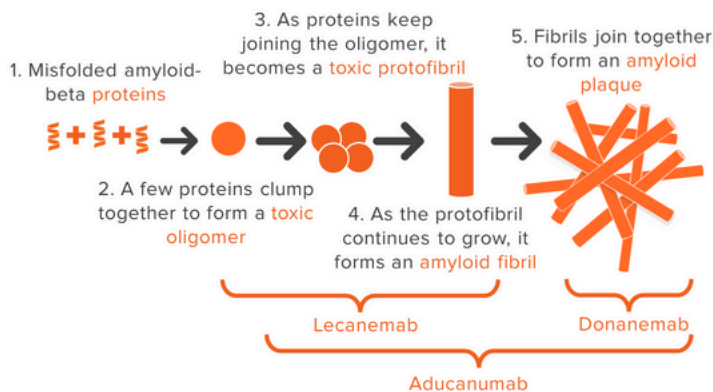 1. Misfolded amyloid-
beta proteins
2. A few proteins clump
together to form a toxic
oligomer
3. As proteins keep
joining the oligomer, it
becomes a toxic protofibril
4. As the protofibril
continues to grow, it
forms an amyloid fibril
5. Fibrils join together
to form an amyloid
plaque
Lecanemab
Donanemab
Aducanumab